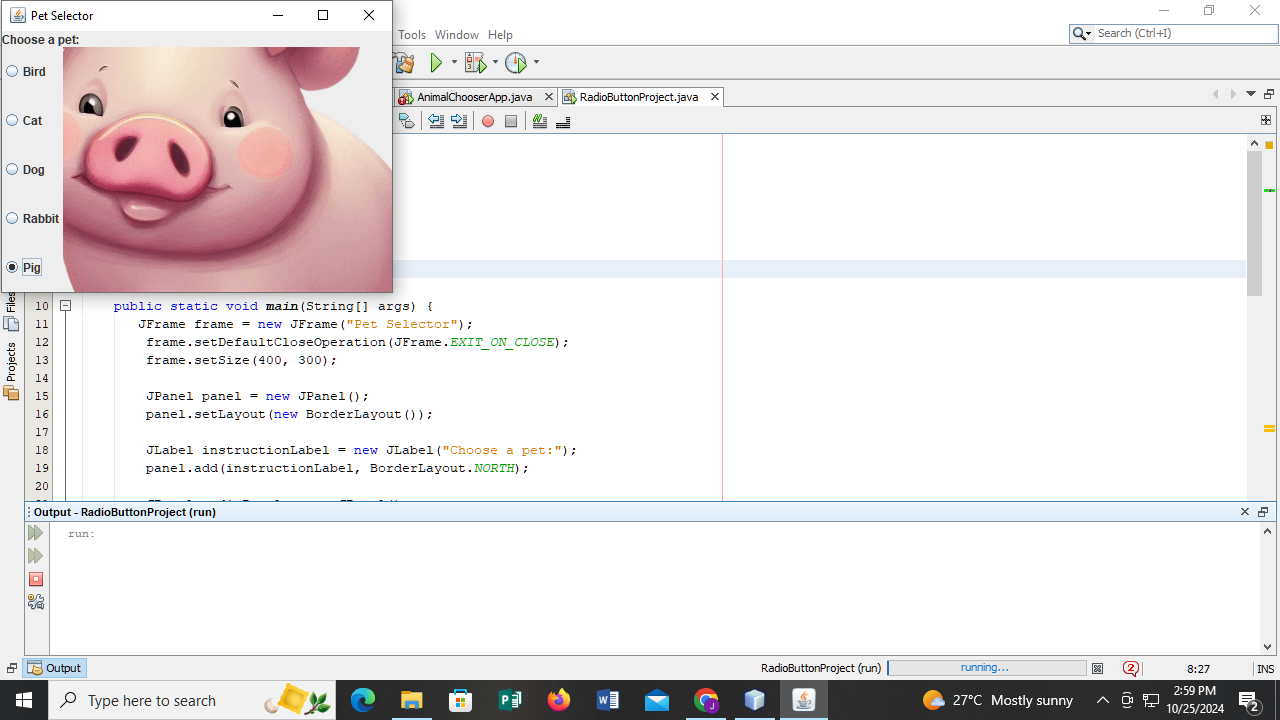 Pet Selector
Choose a pet:
Bird
Cat
Dog
Rabbit
Pig
Tools Window Help
Search (Ctrl+I)
AnimalChooserApp.java
RadioButtonProject.java
Files
Projects
10 public static void main(String[] args) {
11 JFrame frame = new JFrame("Pet Selector");
12 frame.setDefaultCloseOperation(JFrame.EXIT_ON_CLOSE);
13 frame.setSize(400, 300);
14
15 JPanel panel = new JPanel();
16 panel.setLayout(new BorderLayout());
17
18 JLabel instructionLabel = new JLabel("Choose a pet:");
19 panel.add(instructionLabel, BorderLayout.NORTH);
20
Output - RadioButtonProject (run)
run:
Output
RadioButtonProject (run)
running...
2
8:27
INS
Type here to search
27°C Mostly sunny
2:59 PM
10/25/2024
2